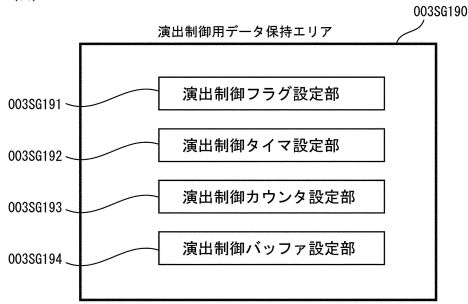 003SG190
演出制御用データ保持エリア
003SG191
演出制御フラグ設定部
003SG192
演出制御タイマ設定部
003SG193
演出制御カウンタ設定部
003SG194
演出制御バッファ設定部